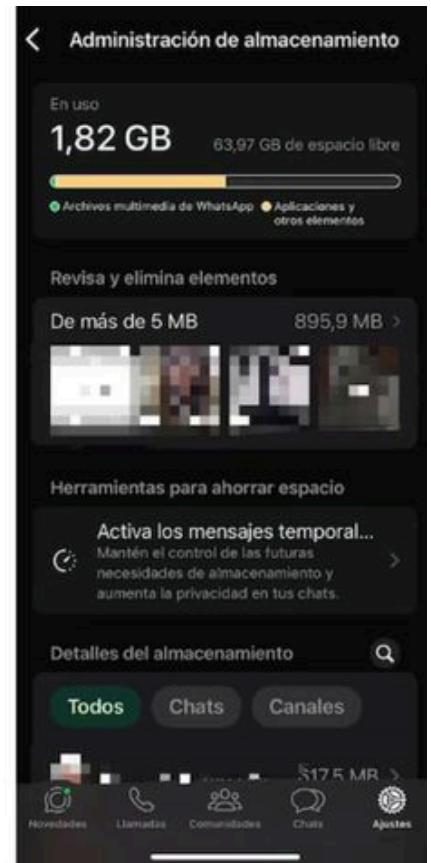 Administración de almacenamiento
En uso
1,82 GB
63,97 GB de espacio libre
Archivos multimedia de WhatsApp
Aplicaciones y
otros elementos
Revisa y elimina elementos
De más de 5 MB
895,9 MB
Herramientas para ahorrar espacio
Activa los mensajes temporal...
Mantén el control de las futuras
necesidades de almacenamiento y
aumenta la privacidad en tus chats.
Detalles del almacenamiento
Todos
Chats
Canales
MB
Novedades
Llamadas
Comunidades
Chats
Ajustes